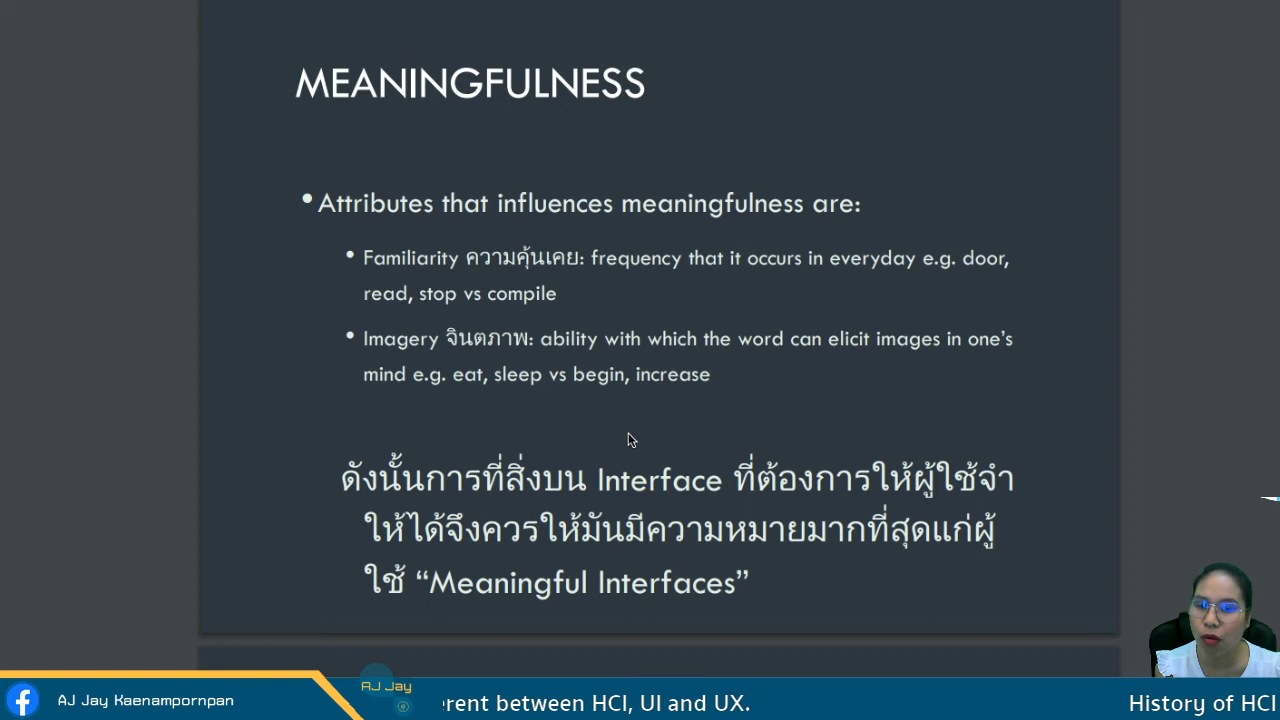 MEANINGFULNESS
•Attributes that influences meaningfulness are:
• Familiarity ความคุ้นเคย: frequency that it occurs in everyday e.g. door,
read, stop vs compile
• Imagery จินตภาพ: ability with which the word can elicit images in one's
mind e.g. eat, sleep vs begin, increase
ดังนั้นการที่สิ่งบน Interface ที่ต้องการให้ผู้ใช้จำ
ให้ได้จึงควรให้มันมีความหมายมากที่สุดแก่ผู้
ใช้ “Meaningful Interfaces”
AJ Jay Kaenampornpan
AJ Jay
between HCI, UI and UX.
History of HCI